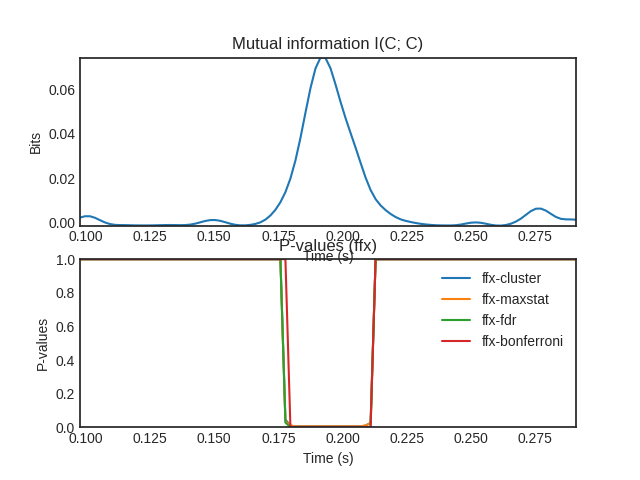 Mutual information I(C; C)
Bits
0.06
0.04
0.02
0.00
0.100 0.125 0.150 0.175 0.200 0.225 0.250 0.275
Time (s)
P-values (ffx)
P-values
1.0
0.8
0.6
0.4
0.2
0.0
ffx-cluster
ffx-maxstat
ffx-fdr
ffx-bonferroni
0.100 0.125 0.150 0.175 0.200 0.225 0.250 0.275
Time (s)